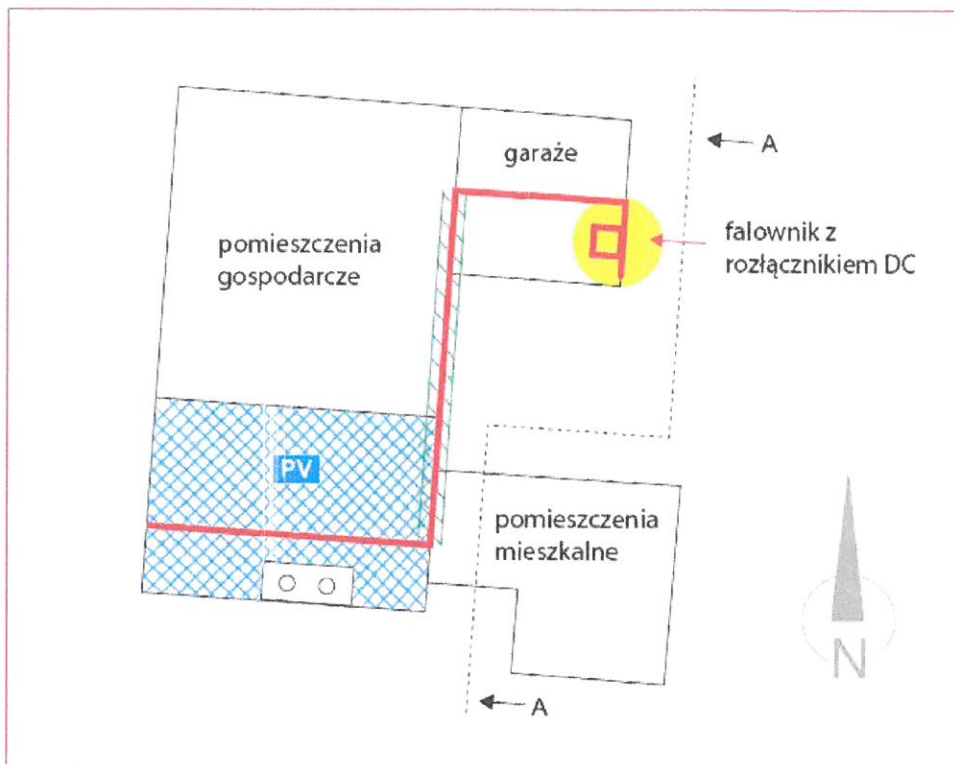 garaże
A
pomieszczenia
gospodarcze
falownik z
rozłącznikiem DC
PV
pomieszczenia
mieszkalne
N
A